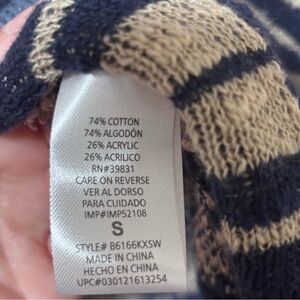 74% COTTON
74% ALGODÓN
26% ACRYLIC
26% ACRILICO
RN#39831
CARE ON REVERSE
VER AL DORSO
PARA CUIDADO
IMP#IMP52108
S
STYLE# B6166KXSW
MADE IN CHINA
HECHO EN CHINA
UPC#030121613254